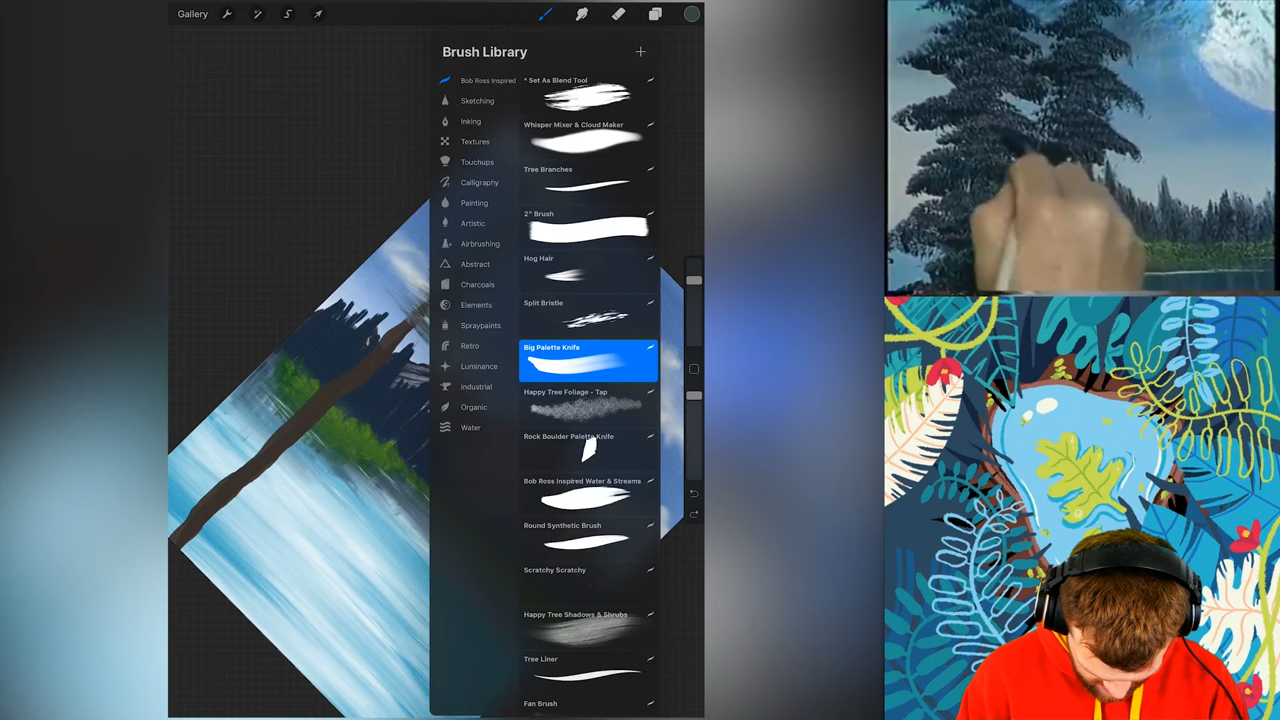 Gallery
Brush Library
Bob Ross Inspired
Sketching
Inking
Textures
Touchups
Calligraphy
Painting
Artistic
Airbrushing
Abstract
Charcoals
Elements
Spraypaints
Retro
Luminance
Industrial
Organic
Water
* Set As Blend Tool
Whisper Mixer & Cloud Maker
Tree Branches
2" Brush
Hog Hair
Split Bristle
Big Palette Knife
Happy Tree Foliage - Tap
Rock Boulder Palette Knife
Bob Ross Inspired Water & Streams
Round Synthetic Brush
Scratchy Scratchy
Happy Tree Shadows & Shrubs
Tree Liner
Fan Brush